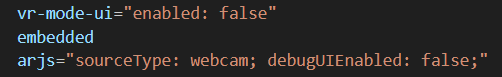 vr-mode-ui="enabled: false"
embedded
arjs="sourceType: webcam; debugUIEnabled: false;"